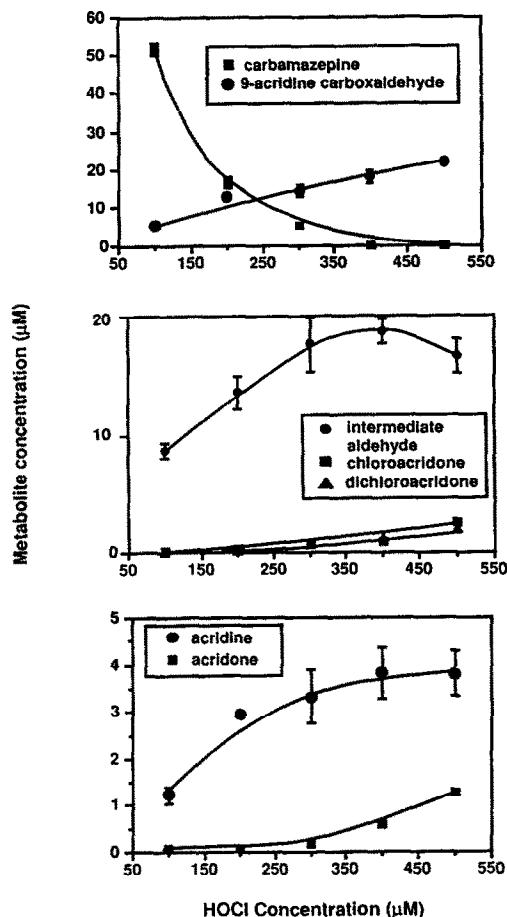 60
50
40
30
20
10
0
carbamazepine
9-acridine carboxaldehyde
50 150 250 350 450 550
Metabolite concentration (µM)
20
10
0
intermediate
aldehyde
chloroacridone
dichloroacridone
50 150 250 350 450 550
5
4
3
2
1
0
acridine
acridone
50 150 250 350 450 550
HOCl Concentration (µM)